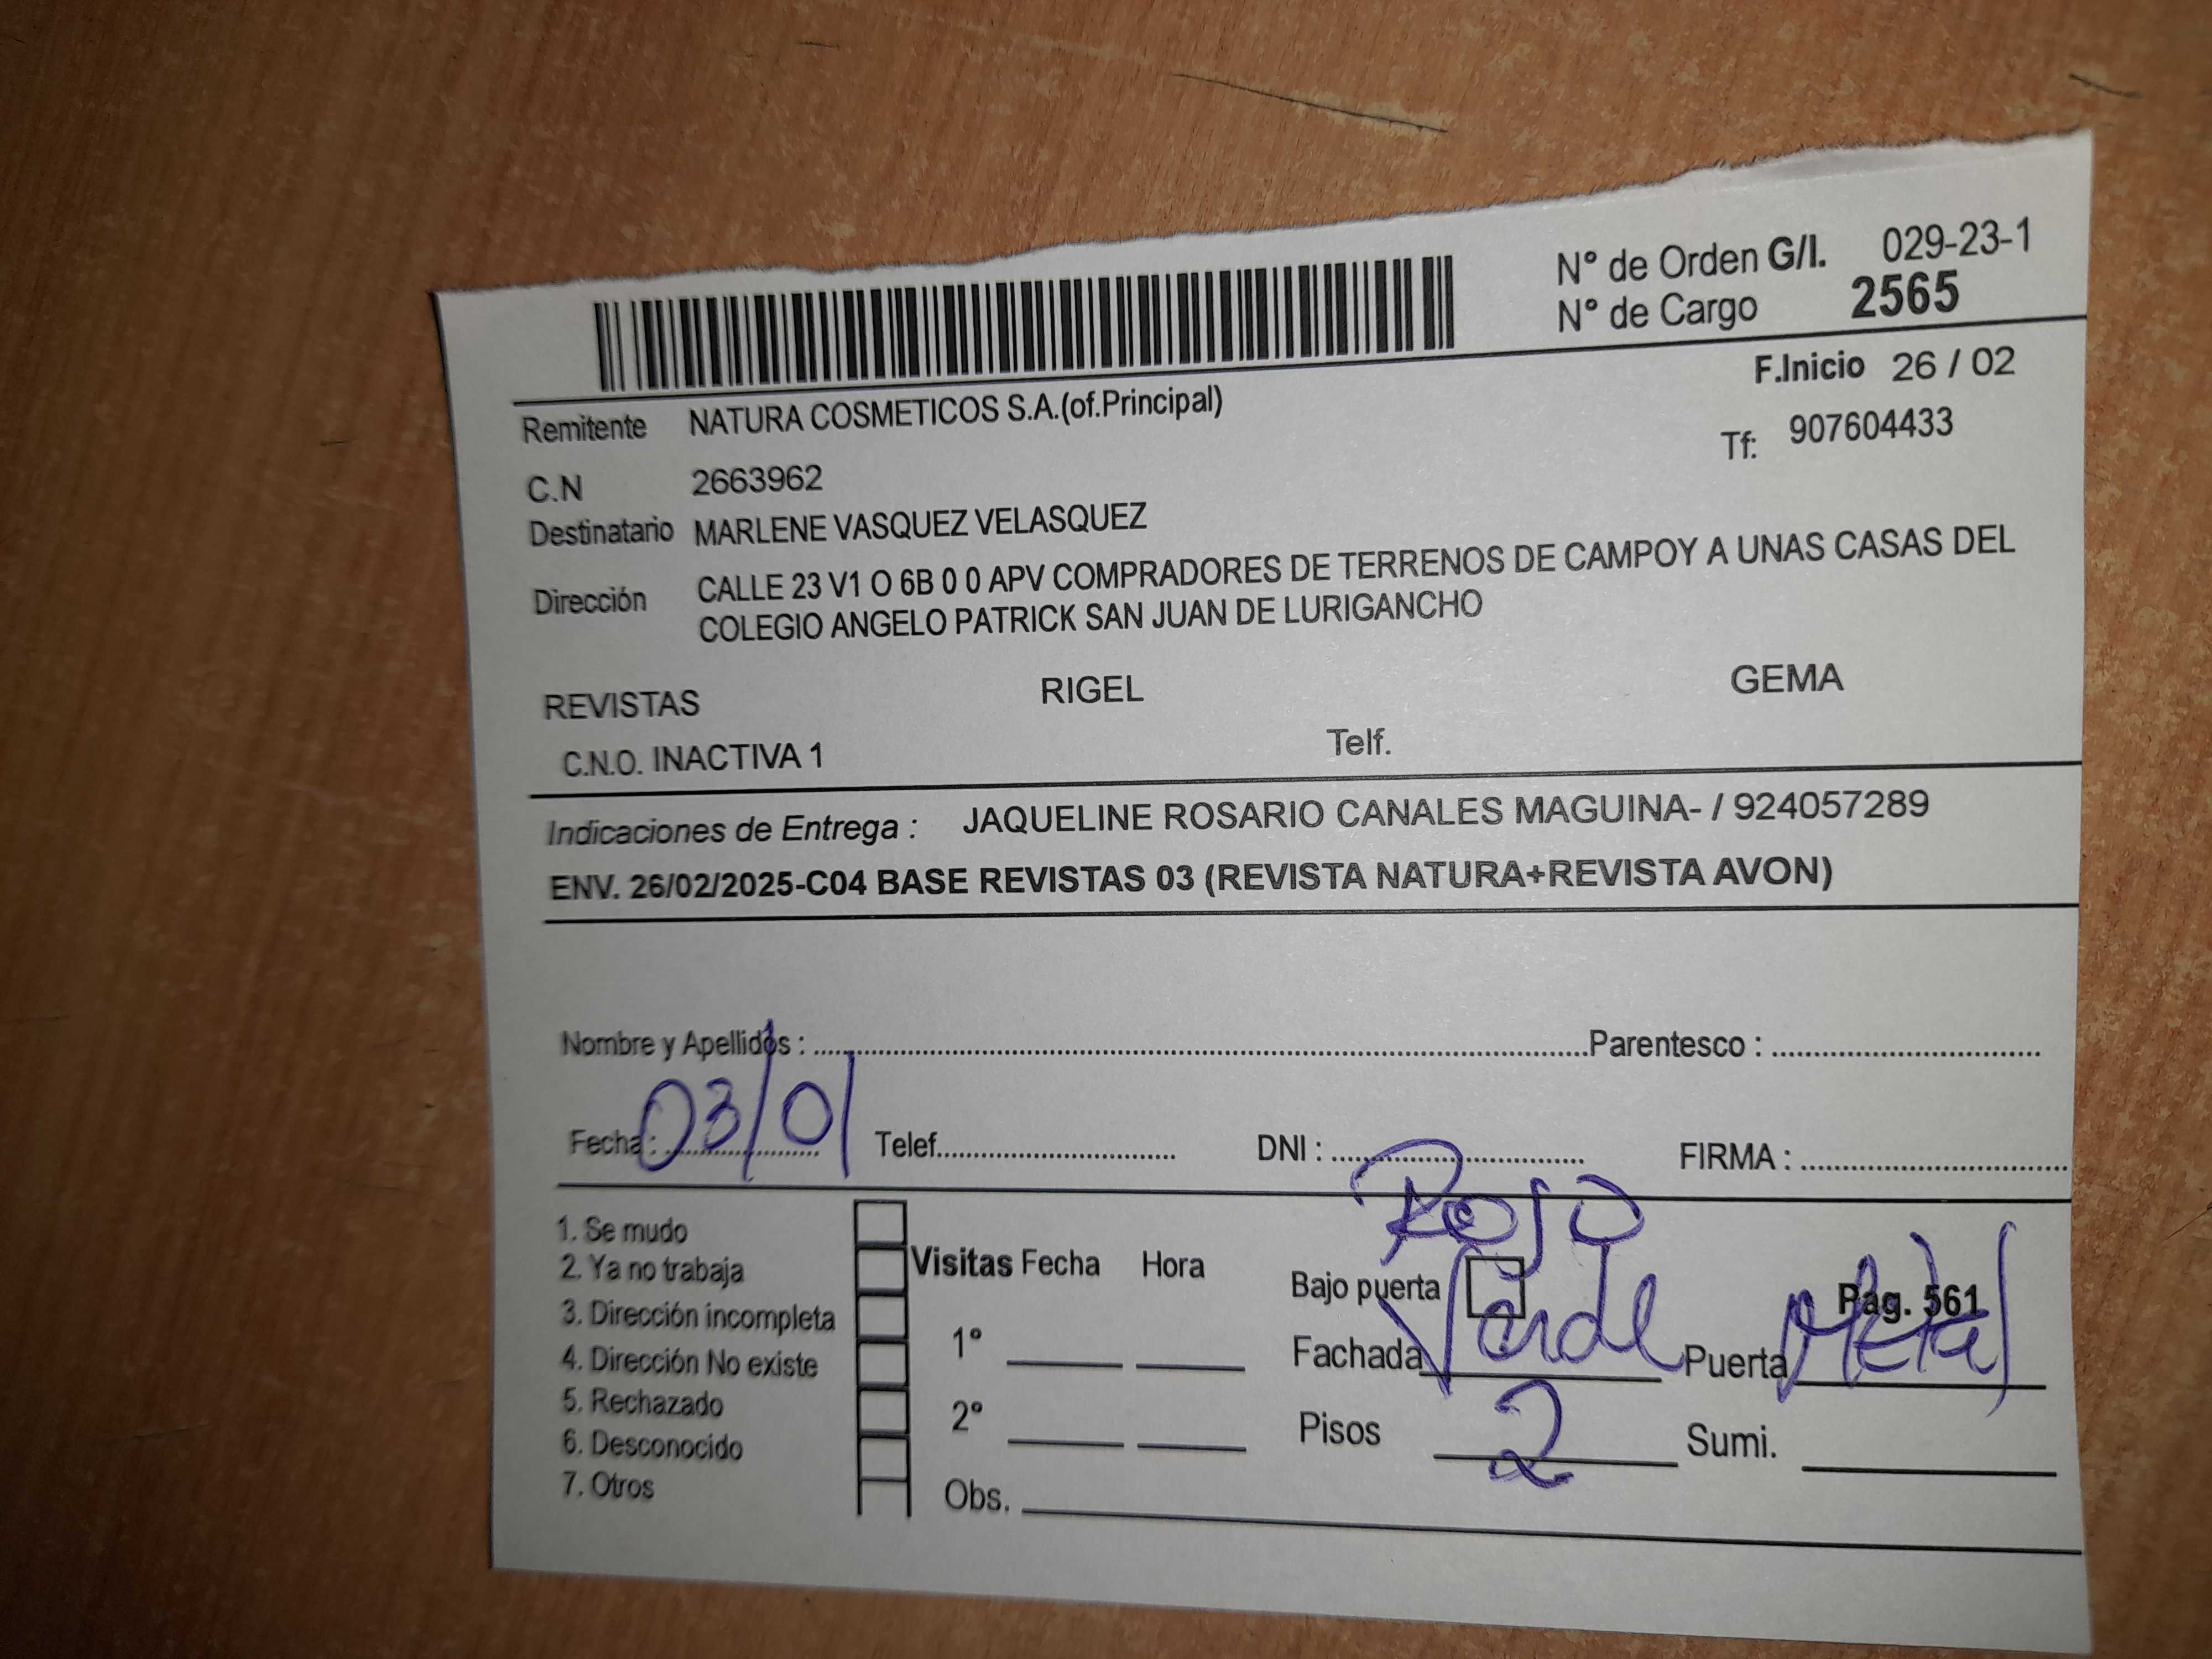 N° de Orden G/I. 029-23-1
N° de Cargo 2565
F.Inicio 26 / 02
Remitente NATURA COSMETICOS S.A.(of.Principal)
Tf: 907604433
C.N 2663962
Destinatario MARLENE VASQUEZ VELASQUEZ
Dirección CALLE 23 V1 O 6B 0 0 APV COMPRADORES DE TERRENOS DE CAMPOY A UNAS CASAS DEL
COLEGIO ANGELO PATRICK SAN JUAN DE LURIGANCHO
REVISTAS RIGEL GEMA
C.N.O. INACTIVA 1 Telf.
Indicaciones de Entrega : JAQUELINE ROSARIO CANALES MAGUINA- / 924057289
ENV. 26/02/2025-C04 BASE REVISTAS 03 (REVISTA NATURA+REVISTA AVON)
Nombre y Apellidos : Parentesco :
Fecha : 03/01 Telef. DNI : FIRMA :
Rojo
1. Se mudo
2. Ya no trabaja
3. Dirección incompleta
4. Dirección No existe
5. Rechazado
6. Desconocido
7. Otros
Visitas Fecha Hora
1°
2°
Obs.
Bajo puerta
Pag. 561
Fachada Verde Puerta Metal
Pisos 2 Sumi.